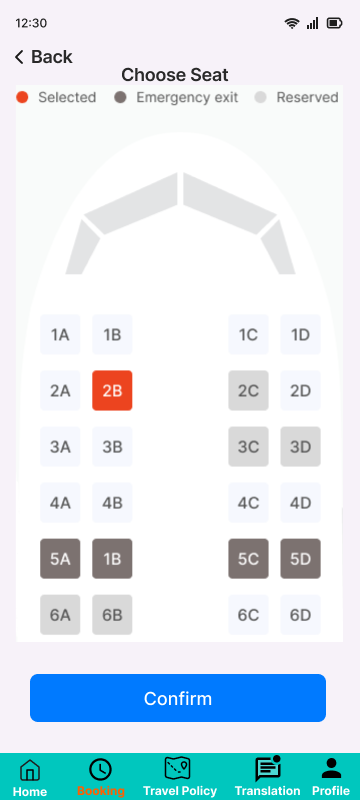 12:30
Back
Choose Seat
Selected Emergency exit Reserved
1A 1B 1C 1D
2A 2B 2C 2D
3A 3B 3C 3D
4A 4B 4C 4D
5A 1B 5C 5D
6A 6B 6C 6D
Confirm
Home Booking Travel Policy Translation Profile